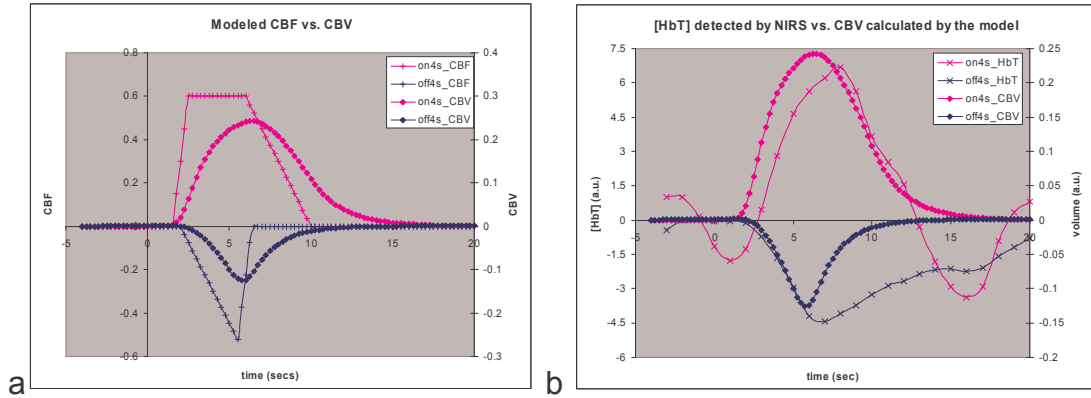 Modeled CBF vs. CBV
0.8
0.6
0.4
0.2
0
-0.2
-0.4
-0.6
CBF
0.4
0.3
0.2
0.1
0
-0.1
-0.2
-0.3
CBV
-5 0 5 10 15 20
time (secs)
on4s_CBF
off4s_CBF
on4s_CBV
off4s_CBV
a
[HbT] detected by NIRS vs. CBV calculated by the model
7.5
6
4.5
3
1.5
0
-1.5
-3
-4.5
-6
[HbT] (a.u.)
0.25
0.2
0.15
0.1
0.05
0
-0.05
-0.1
-0.15
-0.2
volume (a.u.)
-5 0 5 10 15 20
time (sec)
on4s_HbT
off4s_HbT
on4s_CBV
off4s_CBV
b